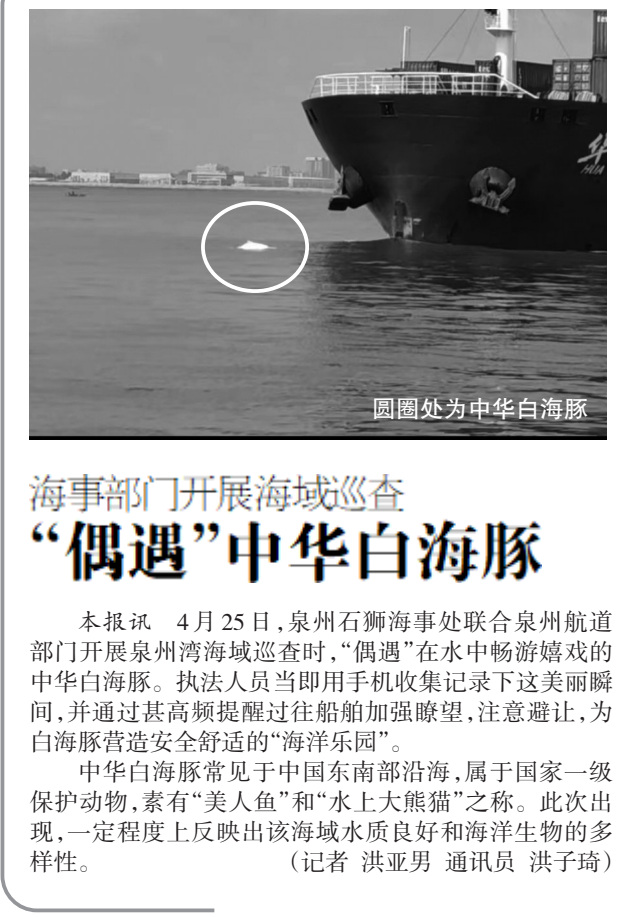 华
HUA
圆圈处为中华白海豚
海事部门开展海域巡查
“偶遇”中华白海豚
本报讯 4月25日,泉州石狮海事处联合泉州航道
部门开展泉州湾海域巡查时,“偶遇”在水中畅游嬉戏的
中华白海豚。执法人员当即用手机收集记录下这美丽瞬
间,并通过甚高频提醒过往船舶加强瞭望,注意避让,为
白海豚营造安全舒适的“海洋乐园”。
中华白海豚常见于中国东南部沿海,属于国家一级
保护动物,素有“美人鱼”和“水上大熊猫”之称。此次出
现,一定程度上反映出该海域水质良好和海洋生物的多
样性。 (记者 洪亚男 通讯员 洪子琦)